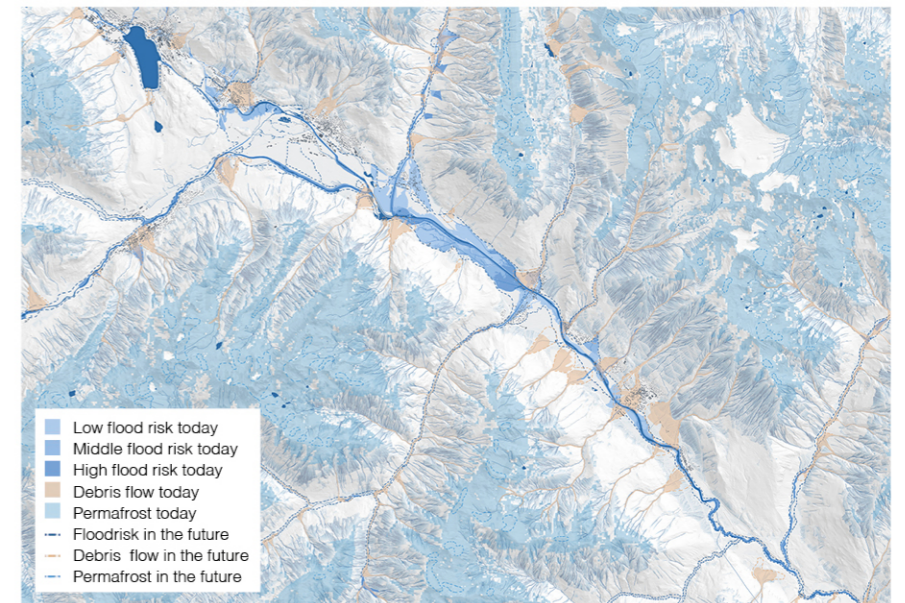 Low flood risk today
Middle flood risk today
High flood risk today
Debris flow today
Permafrost today
Floodrisk in the future
Debris flow in the future
Permafrost in the future